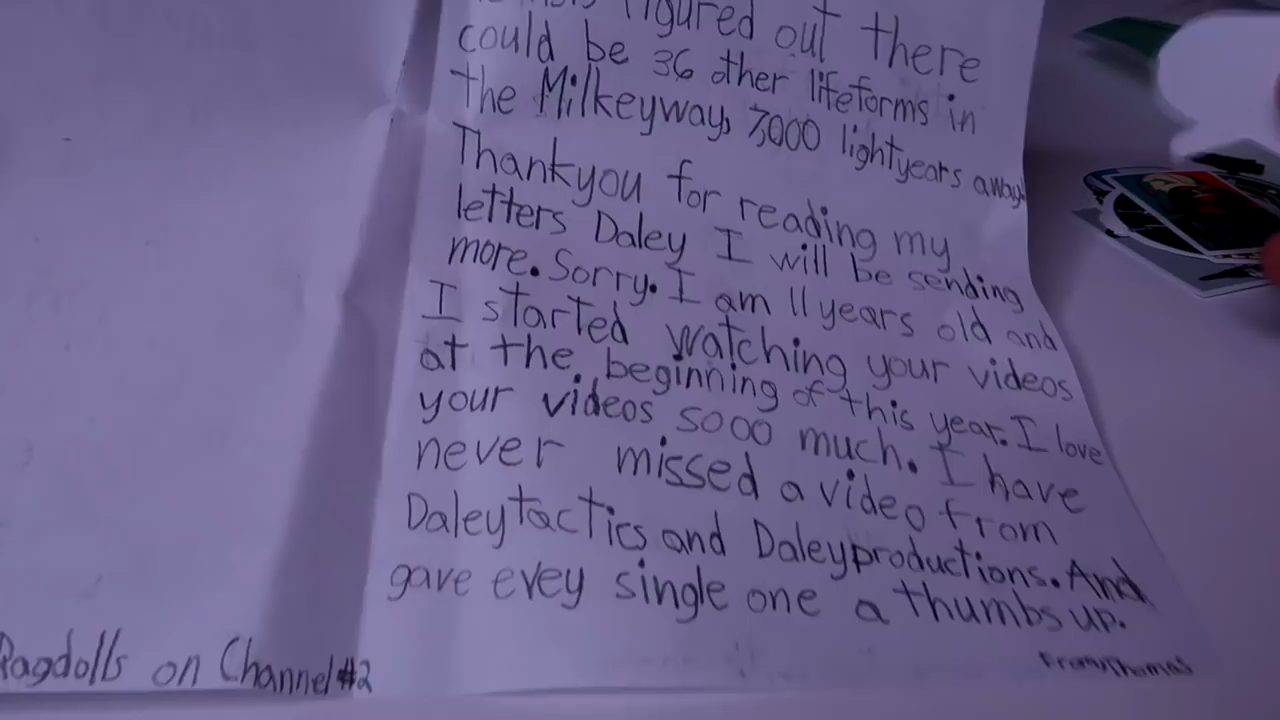 figured out there
could be 36 other lifeforms in
the Milkeyway, 3,000 lightyears away.
Thankyou for reading my
letters Daley I will be sending
more. Sorry. I am 11 years old and
I started watching your videos
at the beginning of this year. I love
your videos sooo much. I have
never missed a video from
Daleytactics and Daleyproductions. And
gave evey single one a thumbs up.
From, Thomas
Ragdolls on Channel #2